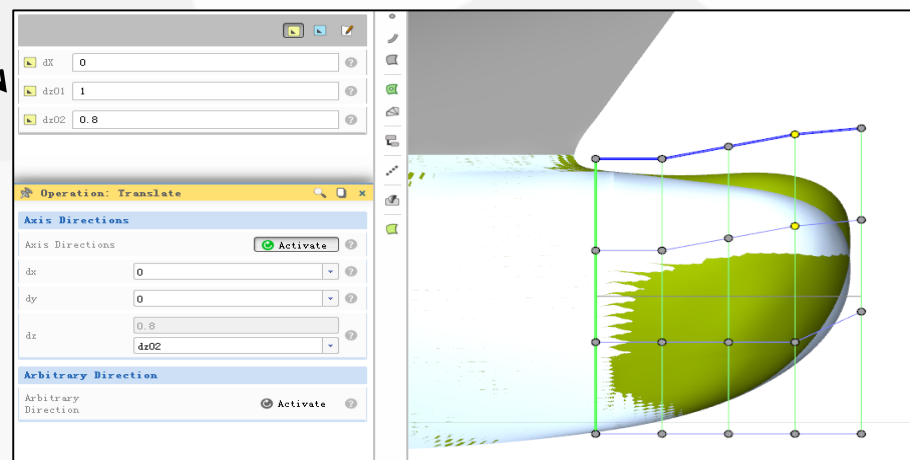 dX 0
dz01 1
dz02 0.8
Operation: Translate
Axis Directions
Axis Directions Activate
dx 0
dy 0
dz 0.8
dz02
Arbitrary Direction
Arbitrary
Direction Activate